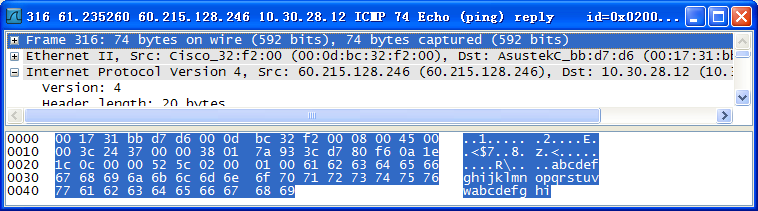 316 61.235260 60.215.128.246 10.30.28.12 ICMP 74 Echo (ping) reply id=0x0200...
Frame 316: 74 bytes on wire (592 bits), 74 bytes captured (592 bits)
Ethernet II, Src: Cisco_32:f2:00 (00:0d:bc:32:f2:00), Dst: AsustekC_bb:d7:d6 (00:17:31:bb
Internet Protocol Version 4, Src: 60.215.128.246 (60.215.128.246), Dst: 10.30.28.12 (10.3
Version: 4
Header length: 20 bytes
0000 00 17 31 bb d7 d6 00 0d bc 32 f2 00 08 00 45 00 ..1..... .2....E.
0010 00 3c 24 37 00 00 38 01 7a 93 3c d7 80 f6 0a 1e .<$7..8. z.<.....
0020 1c 0c 00 00 52 5c 02 00 01 00 61 62 63 64 65 66 ....R\.. ..abcdef
0030 67 68 69 6a 6b 6c 6d 6e 6f 70 71 72 73 74 75 76 ghijklmn opqrstuv
0040 77 61 62 63 64 65 66 67 68 69 wabcdefg hi